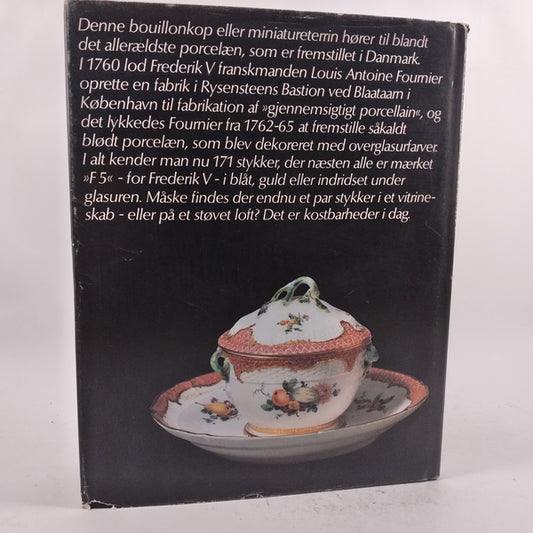 Denne bouillonkop eller miniatureterrin hører til blandt
det allerældste porcelæn, som er fremstillet i Danmark.
I 1760 lod Frederik V franskmanden Louis Antoine Fournier
oprette en fabrik i Rysensteens Bastion ved Blaataarn i
København til fabrikation af »gjennemsigtigt porcellain«, og
det lykkedes Fournier fra 1762-65 at fremstille såkaldt
blødt porcelæn, som blev dekoreret med overglasurfarver.
I alt kender man nu 171 stykker, der næsten alle er mærket
»F 5« - for Frederik V - i blåt, guld eller indridset under
glasuren. Måske findes der endnu et par stykker i et vitrine-
skab - eller på et støvet loft? Det er kostbarheder i dag.